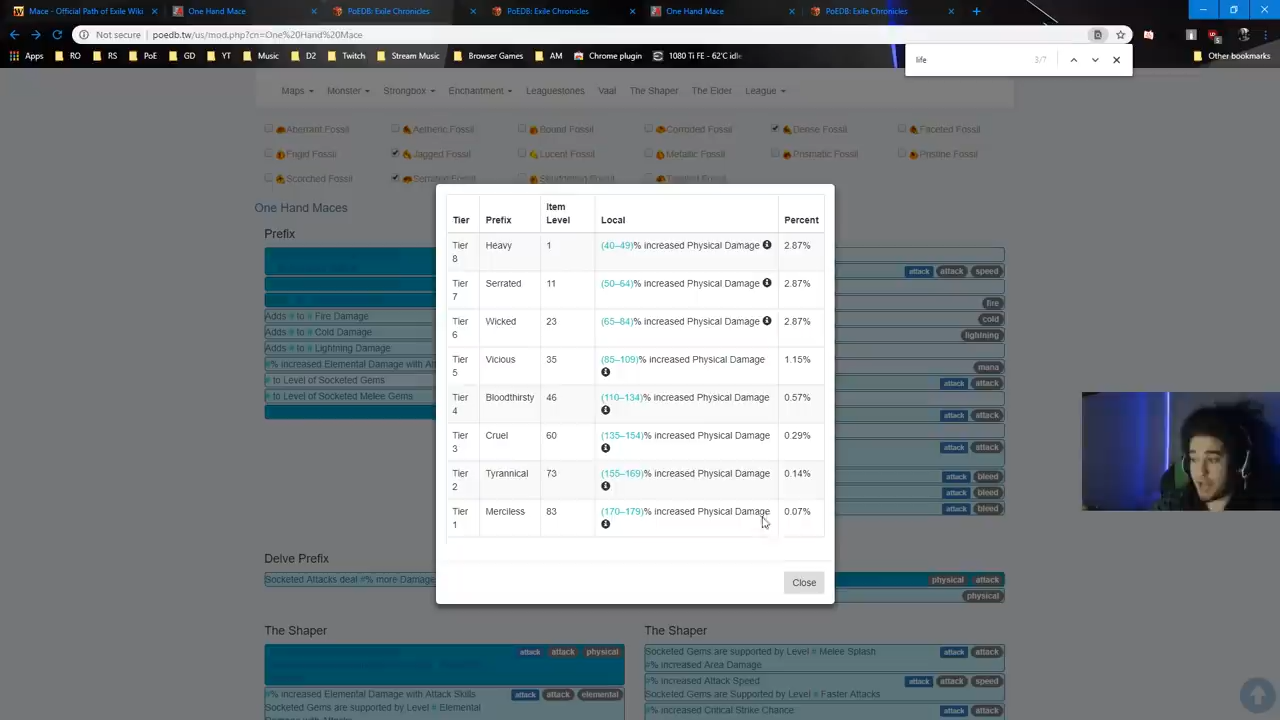 Mace - Official Path of Exile Wiki
One Hand Mace
PoEDB: Exile Chronicles
PoEDB: Exile Chronicles
One Hand Mace
PoEDB: Exile Chronicles
Not secure
poedb.tw/us/mod.php?cn=One%20Hand%20Mace
Apps
RO
RS
PoE
GD
YT
Music
D2
Twitch
Stream Music
Browser Games
AM
Chrome plugin
1080 Ti FE - 62°C idle
Other bookmarks
life
3/7
Maps
Monster
Strongbox
Enchantment
Leaguestones
Vaal
The Shaper
The Elder
League
Aberrant Fossil
Aetheric Fossil
Bound Fossil
Corroded Fossil
Dense Fossil
Faceted Fossil
Frigid Fossil
Jagged Fossil
Lucent Fossil
Metallic Fossil
Prismatic Fossil
Pristine Fossil
Scorched Fossil
Serrated Fossil
Shuddering Fossil
One Hand Maces
Prefix
Adds # to # Fire Damage
Adds # to # Cold Damage
Adds # to # Lightning Damage
#% increased Elemental Damage with Att
# to Level of Socketed Gems
# to Level of Socketed Melee Gems
Tier Prefix Item Level Local Percent
Tier 8 Heavy 1 (40–49)% increased Physical Damage 2.87%
Tier 7 Serrated 11 (50–64)% increased Physical Damage 2.87%
Tier 6 Wicked 23 (65–84)% increased Physical Damage 2.87%
Tier 5 Vicious 35 (85–109)% increased Physical Damage 1.15%
Tier 4 Bloodthirsty 46 (110–134)% increased Physical Damage 0.57%
Tier 3 Cruel 60 (135–154)% increased Physical Damage 0.29%
Tier 2 Tyrannical 73 (155–169)% increased Physical Damage 0.14%
Tier 1 Merciless 83 (170–179)% increased Physical Damage 0.07%
Close
attack attack speed
fire
cold
lightning
mana
attack attack
attack attack
attack attack
attack bleed
attack bleed
attack bleed
Delve Prefix
Socketed Attacks deal #% more Damage
physical attack
physical
The Shaper
attack attack physical
#% increased Elemental Damage with Attack Skills
Socketed Gems are supported by Level # Elemental
Damage with Attacks
attack attack elemental
The Shaper
Socketed Gems are supported by Level # Melee Splash
#% increased Area Damage
attack attack
#% increased Attack Speed
Socketed Gems are Supported by Level # Faster Attacks
attack attack speed
#% increased Critical Strike Chance
attack attack